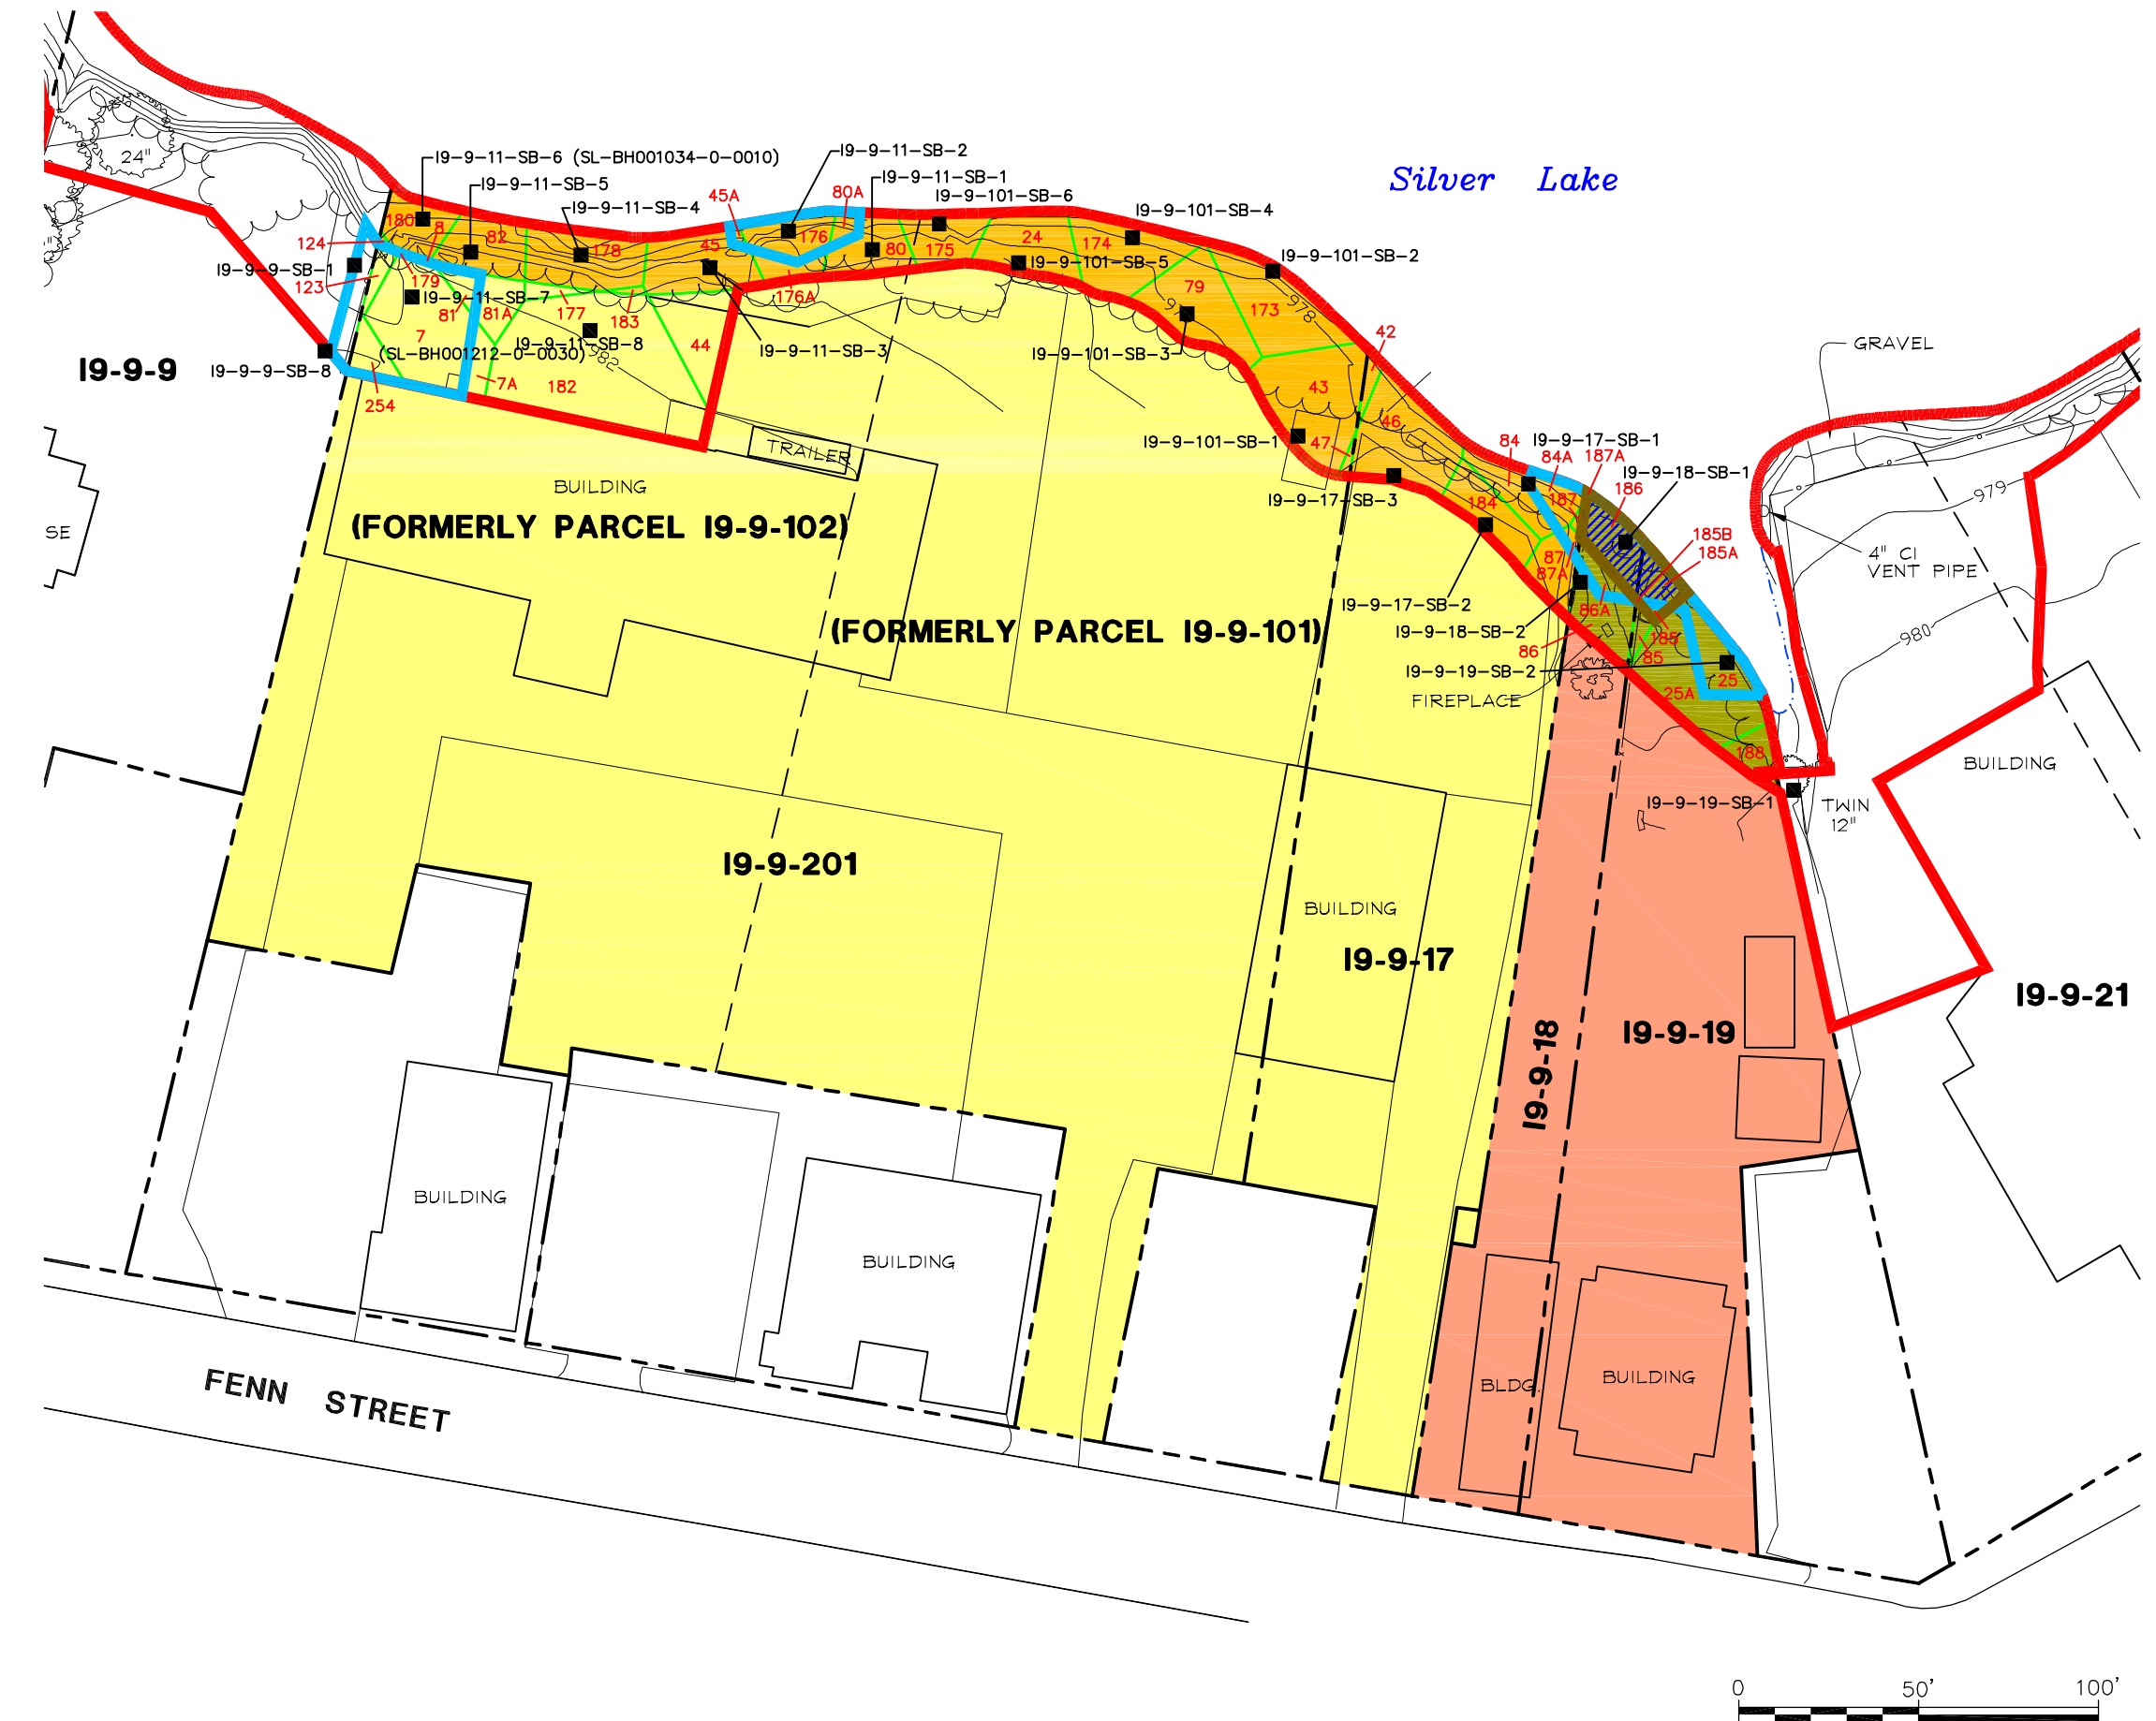 24"
I9-9-11-SB-6 (SL-BH001034-0-0010)
I9-9-11-SB-5
I9-9-11-SB-4
I9-9-11-SB-2
I9-9-11-SB-1
I9-9-101-SB-6
I9-9-101-SB-4
I9-9-101-SB-2
Silver Lake
45A
80A
180
8
82
178
45
176
80
175
24
174
124
I9-9-9-SB-1
123
179
I9-9-11-SB-7
81
81A
177
183
176A
I9-9-101-SB-5
79
173
978
42
7
(SL-BH001212-0-0030)
I9-9-11-SB-8
982
44
I9-9-11-SB-3
I9-9-101-SB-3
GRAVEL
I9-9-9
I9-9-9-SB-8
254
7A
182
43
46
47
I9-9-101-SB-1
84
I9-9-17-SB-1
84A
187A
I9-9-18-SB-1
186
187
184
I9-9-17-SB-3
TRAILER
BUILDING
(FORMERLY PARCEL I9-9-102)
SE
979
185B
185A
4" CI
VENT PIPE
87
87A
86A
I9-9-17-SB-2
I9-9-18-SB-2
86
185
85
I9-9-19-SB-2
25
25A
FIREPLACE
980
(FORMERLY PARCEL I9-9-101)
188
I9-9-19-SB-1
TWIN
12"
BUILDING
I9-9-201
BUILDING
I9-9-17
I9-9-18
I9-9-19
I9-9-21
BUILDING
BUILDING
BLDG.
BUILDING
FENN STREET
0 50' 100'